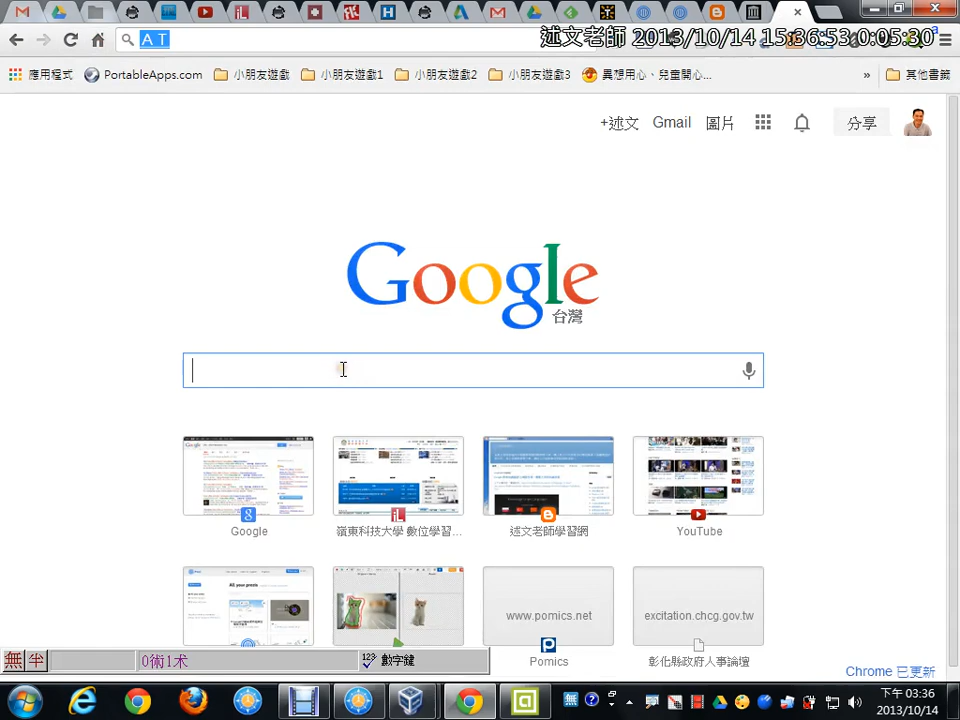 A T
述文老師 2013/10/14 15:36:53 0:05:30
應用程式 PortableApps.com 小朋友遊戲 小朋友遊戲1 小朋友遊戲2 小朋友遊戲3 異想用心、兒童開心... » 其他書籤
+述文 Gmail 圖片 分享
Google
台灣
Google 嶺東科技大學 數位學習... 述文老師學習網 YouTube
www.pomics.net excitation.chcg.gov.tw
Pomics 彰化縣政府人事論壇
無 半 0術1术 123 數字鍵
Chrome 已更新
下午 03:36
2013/10/14